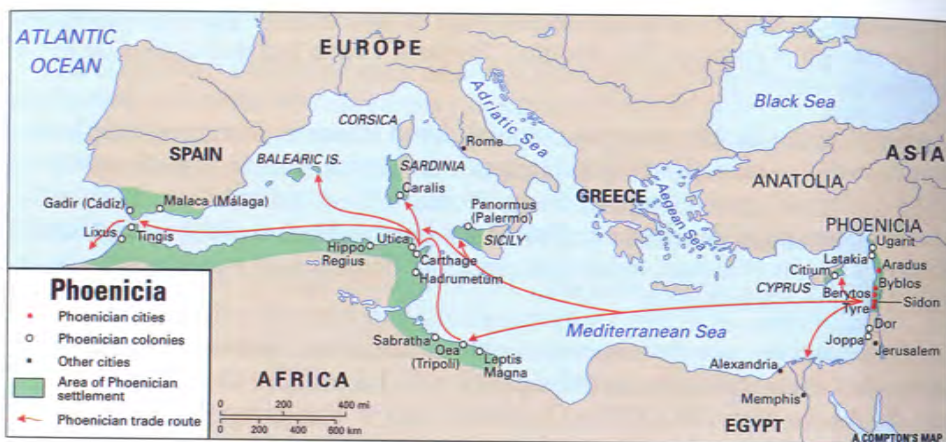 ATLANTIC
OCEAN
EUROPE
Adriatic Sea
Black Sea
CORSICA
Rome
ASIA
SPAIN
BALEARIC IS.
SARDINIA
Caralis
GREECE
Aegean Sea
ANATOLIA
Gadir (Cádiz)
Malaca (Málaga)
Panormus
(Palermo)
SICILY
PHOENICIA
Ugarit
Lixus
Tingis
Hippo
Regius
Utica
Carthage
Hadrumetum
Latakia
Aradus
Citium
CYPRUS
Byblos
Berytos
Sidon
Tyre
Mediterranean Sea
Dor
Joppa
Jerusalem
Sabratha
Oea
(Tripoli)
Leptis
Magna
Alexandria
Memphis
AFRICA
EGYPT
Phoenicia
Phoenician cities
Phoenician colonies
Other cities
Area of Phoenician
settlement
Phoenician trade route
0 200 400 mi
0 200 400 600 km
A COMPTON'S MAP